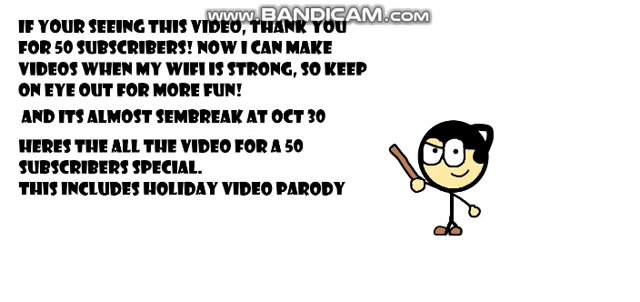 www.BANDICAM.com
IF YOUR SEEING THIS VIDEO, THANK YOU
FOR 50 SUBSCRIBERS! NOW I CAN MAKE
VIDEOS WHEN MY WIFI IS STRONG, SO KEEP
ON EYE OUT FOR MORE FUN!
AND ITS ALMOST SEMBREAK AT OCT 30
HERES THE ALL THE VIDEO FOR A 50
SUBSCRIBERS SPECIAL.
THIS INCLUDES HOLIDAY VIDEO PARODY